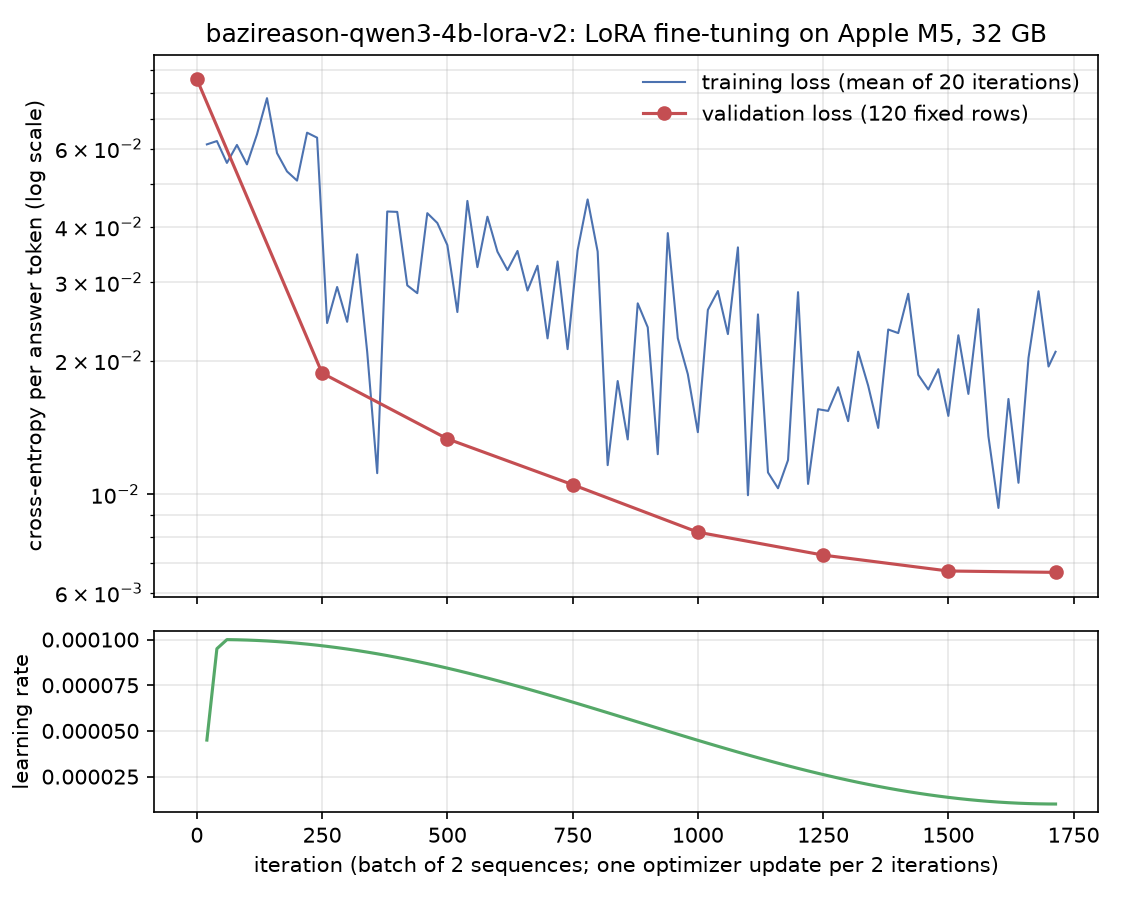 bazireason-qwen3-4b-lora-v2: LoRA fine-tuning on Apple M5, 32 GB
training loss (mean of 20 iterations)
validation loss (120 fixed rows)
cross-entropy per answer token (log scale)
6 × 10⁻²
4 × 10⁻²
3 × 10⁻²
2 × 10⁻²
10⁻²
6 × 10⁻³
learning rate
0.000100
0.000075
0.000050
0.000025
0 250 500 750 1000 1250 1500 1750
iteration (batch of 2 sequences; one optimizer update per 2 iterations)